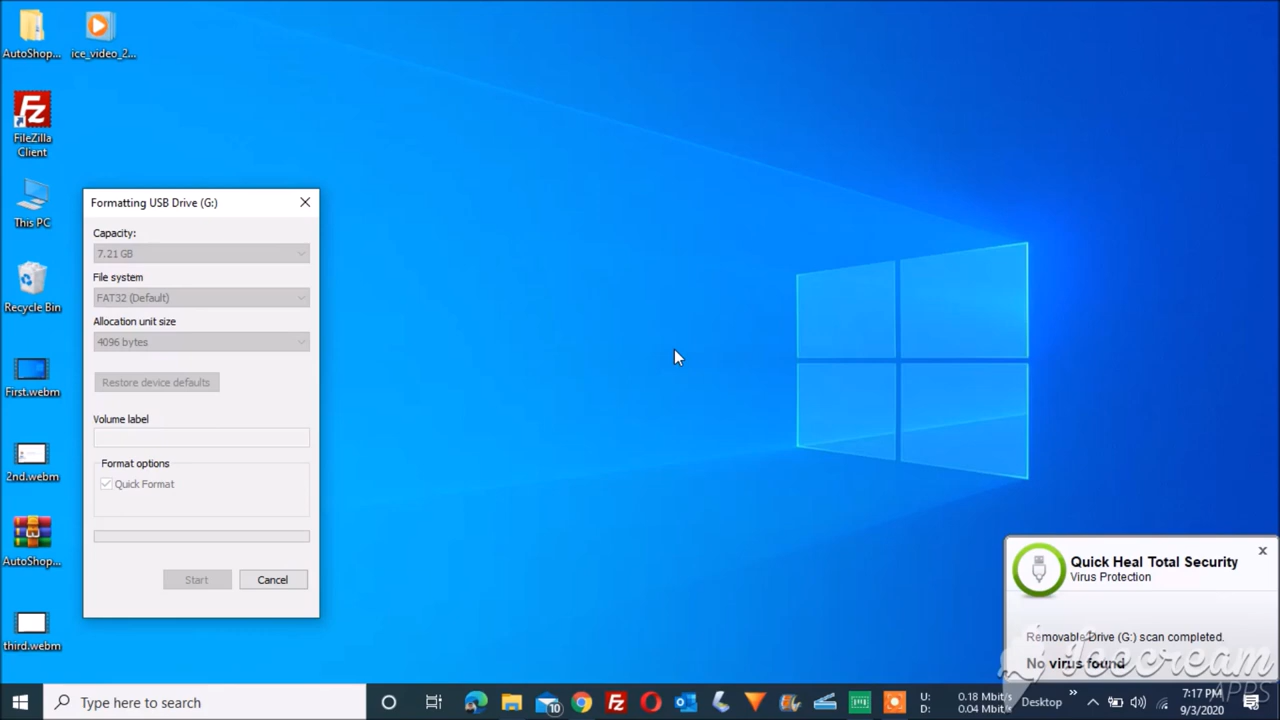 AutoShop...
ice_video_2...
FileZilla
Client
This PC
Recycle Bin
First.webm
2nd.webm
AutoShop...
third.webm
Formatting USB Drive (G:)
Capacity:
7.21 GB
File system
FAT32 (Default)
Allocation unit size
4096 bytes
Restore device defaults
Volume label
Format options
Quick Format
Start
Cancel
Quick Heal Total Security
Virus Protection
Removable Drive (G:) scan completed.
No virus found
Icecream
APPS
Type here to search
10
U: 0.18 Mbit/s
D: 0.04 Mbit/s
Desktop
7:17 PM
9/3/2020